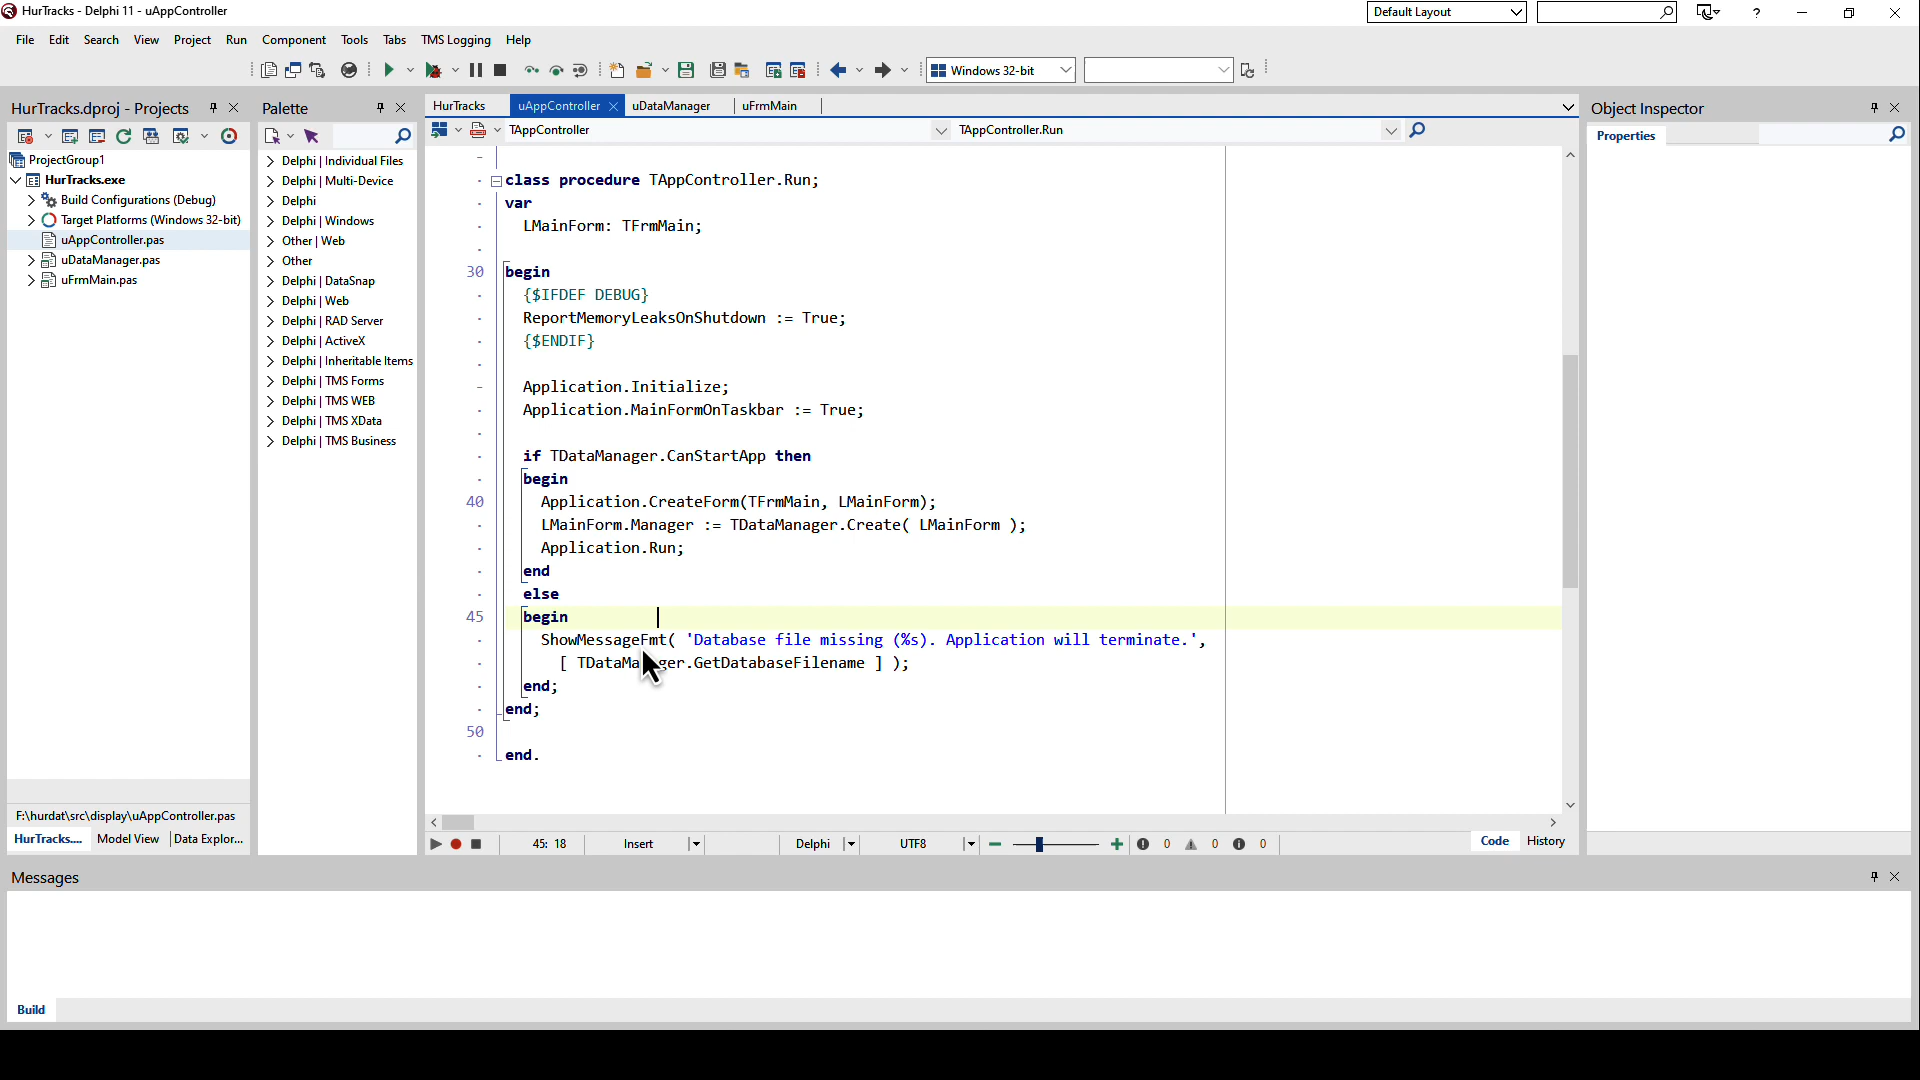 HurTracks - Delphi 11 - uAppController
Default Layout
?
File Edit Search View Project Run Component Tools Tabs TMS Logging Help
Windows 32-bit
HurTracks.dproj - Projects
ProjectGroup1
HurTracks.exe
Build Configurations (Debug)
Target Platforms (Windows 32-bit)
uAppController.pas
uDataManager.pas
uFrmMain.pas
F:\hurdat\src\display\uAppController.pas
HurTracks.... Model View Data Explor...
Palette
Delphi | Individual Files
Delphi | Multi-Device
Delphi
Delphi | Windows
Other | Web
Other
Delphi | DataSnap
Delphi | Web
Delphi | RAD Server
Delphi | ActiveX
Delphi | Inheritable Items
Delphi | TMS Forms
Delphi | TMS WEB
Delphi | TMS XData
Delphi | TMS Business
HurTracks uAppController uDataManager uFrmMain
TAppController TAppController.Run
class procedure TAppController.Run;
var
LMainForm: TFrmMain;
30 begin
{$IFDEF DEBUG}
ReportMemoryLeaksOnShutdown := True;
{$ENDIF}
Application.Initialize;
Application.MainFormOnTaskbar := True;
if TDataManager.CanStartApp then
begin
40 Application.CreateForm(TFrmMain, LMainForm);
LMainForm.Manager := TDataManager.Create( LMainForm );
Application.Run;
end
else
45 begin
ShowMessageFmt( 'Database file missing (%s). Application will terminate.',
[ TDataManager.GetDatabaseFilename ] );
end;
end;
50
end.
45: 18 Insert Delphi UTF8 0 0 0 Code History
Object Inspector
Properties
Messages
Build